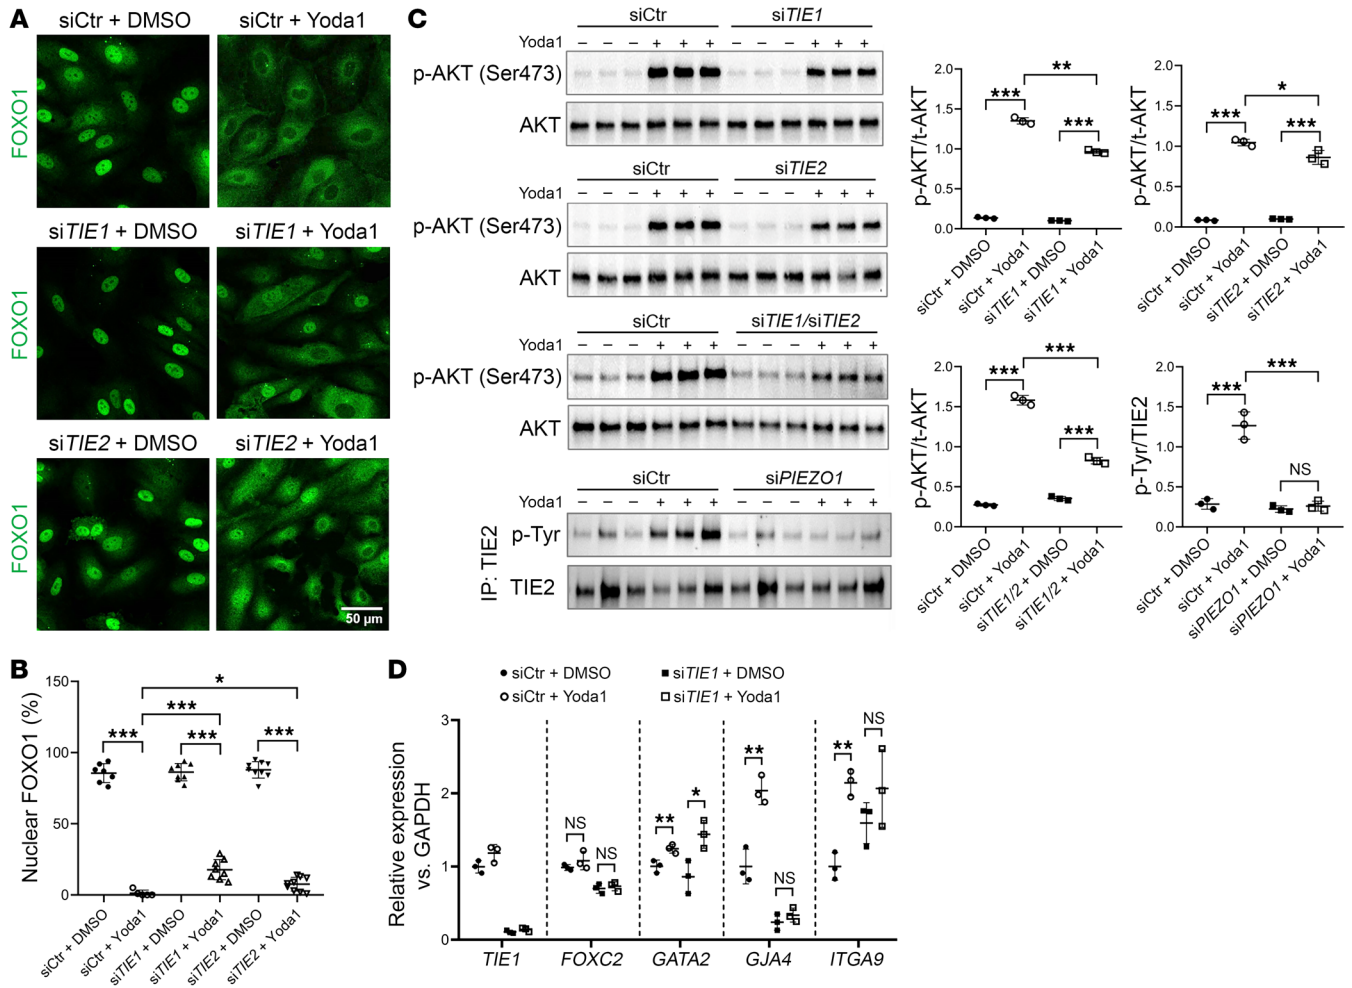 A
siCtr + DMSO
siCtr + Yoda1
FOXO1
siTIE1 + DMSO
siTIE1 + Yoda1
FOXO1
siTIE2 + DMSO
siTIE2 + Yoda1
FOXO1
50 µm
B
Nuclear FOXO1 (%)
150
100
50
0
*
***
***
***
***
siCtr + DMSO
siCtr + Yoda1
siTIE1 + DMSO
siTIE1 + Yoda1
siTIE2 + DMSO
siTIE2 + Yoda1
C
siCtr
siTIE1
Yoda1 − − − + + + − − − + + +
p-AKT (Ser473)
AKT
siCtr
siTIE2
Yoda1 − − − + + + − − − + + +
p-AKT (Ser473)
AKT
siCtr
siTIE1/siTIE2
Yoda1 − − − + + + − − − + + +
p-AKT (Ser473)
AKT
siCtr
siPIEZO1
Yoda1 − − − + + + − − − + + +
IP: TIE2
p-Tyr
TIE2
p-AKT/t-AKT
2.0
1.5
1.0
0.5
0.0
**
***
***
siCtr + DMSO
siCtr + Yoda1
siTIE1 + DMSO
siTIE1 + Yoda1
p-AKT/t-AKT
2.0
1.5
1.0
0.5
0.0
*
***
***
siCtr + DMSO
siCtr + Yoda1
siTIE2 + DMSO
siTIE2 + Yoda1
p-AKT/t-AKT
2.0
1.5
1.0
0.5
0.0
***
***
***
siCtr + DMSO
siCtr + Yoda1
siTIE1/2 + DMSO
siTIE1/2 + Yoda1
p-Tyr/TIE2
2.0
1.5
1.0
0.5
0.0
***
***
NS
siCtr + DMSO
siCtr + Yoda1
siPIEZO1 + DMSO
siPIEZO1 + Yoda1
D
siCtr + DMSO
siTIE1 + DMSO
siCtr + Yoda1
siTIE1 + Yoda1
Relative expression
vs. GAPDH
3
2
1
0
NS
NS
**
*
**
NS
**
NS
TIE1
FOXC2
GATA2
GJA4
ITGA9